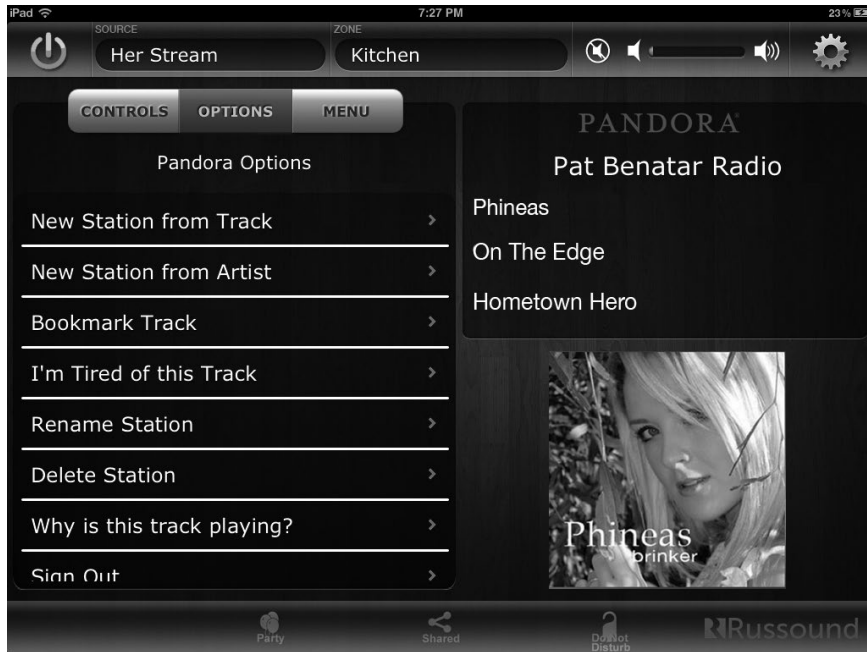 iPad 7:27 PM 23%
SOURCE ZONE
Her Stream Kitchen
CONTROLS OPTIONS MENU
Pandora Options
New Station from Track
New Station from Artist
Bookmark Track
I'm Tired of this Track
Rename Station
Delete Station
Why is this track playing?
Sign Out
PANDORA
Pat Benatar Radio
Phineas
On The Edge
Hometown Hero
Phineas
brinker
Party
Shared
Do Not
Disturb
Russound